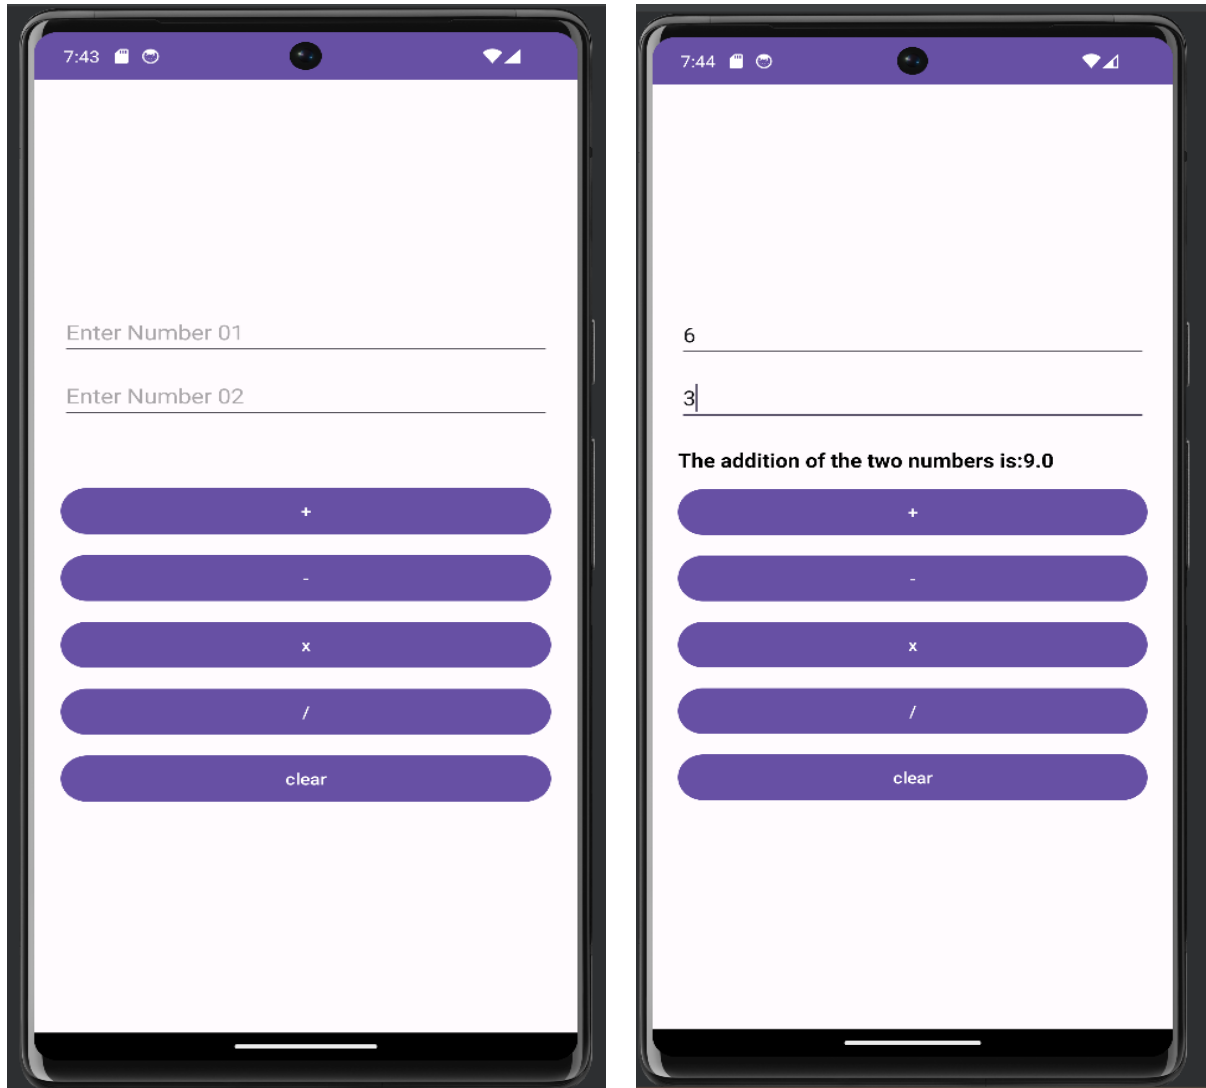 7:43
Enter Number 01
Enter Number 02
+
-
x
/
clear
7:44
6
3
The addition of the two numbers is:9.0
+
-
x
/
clear